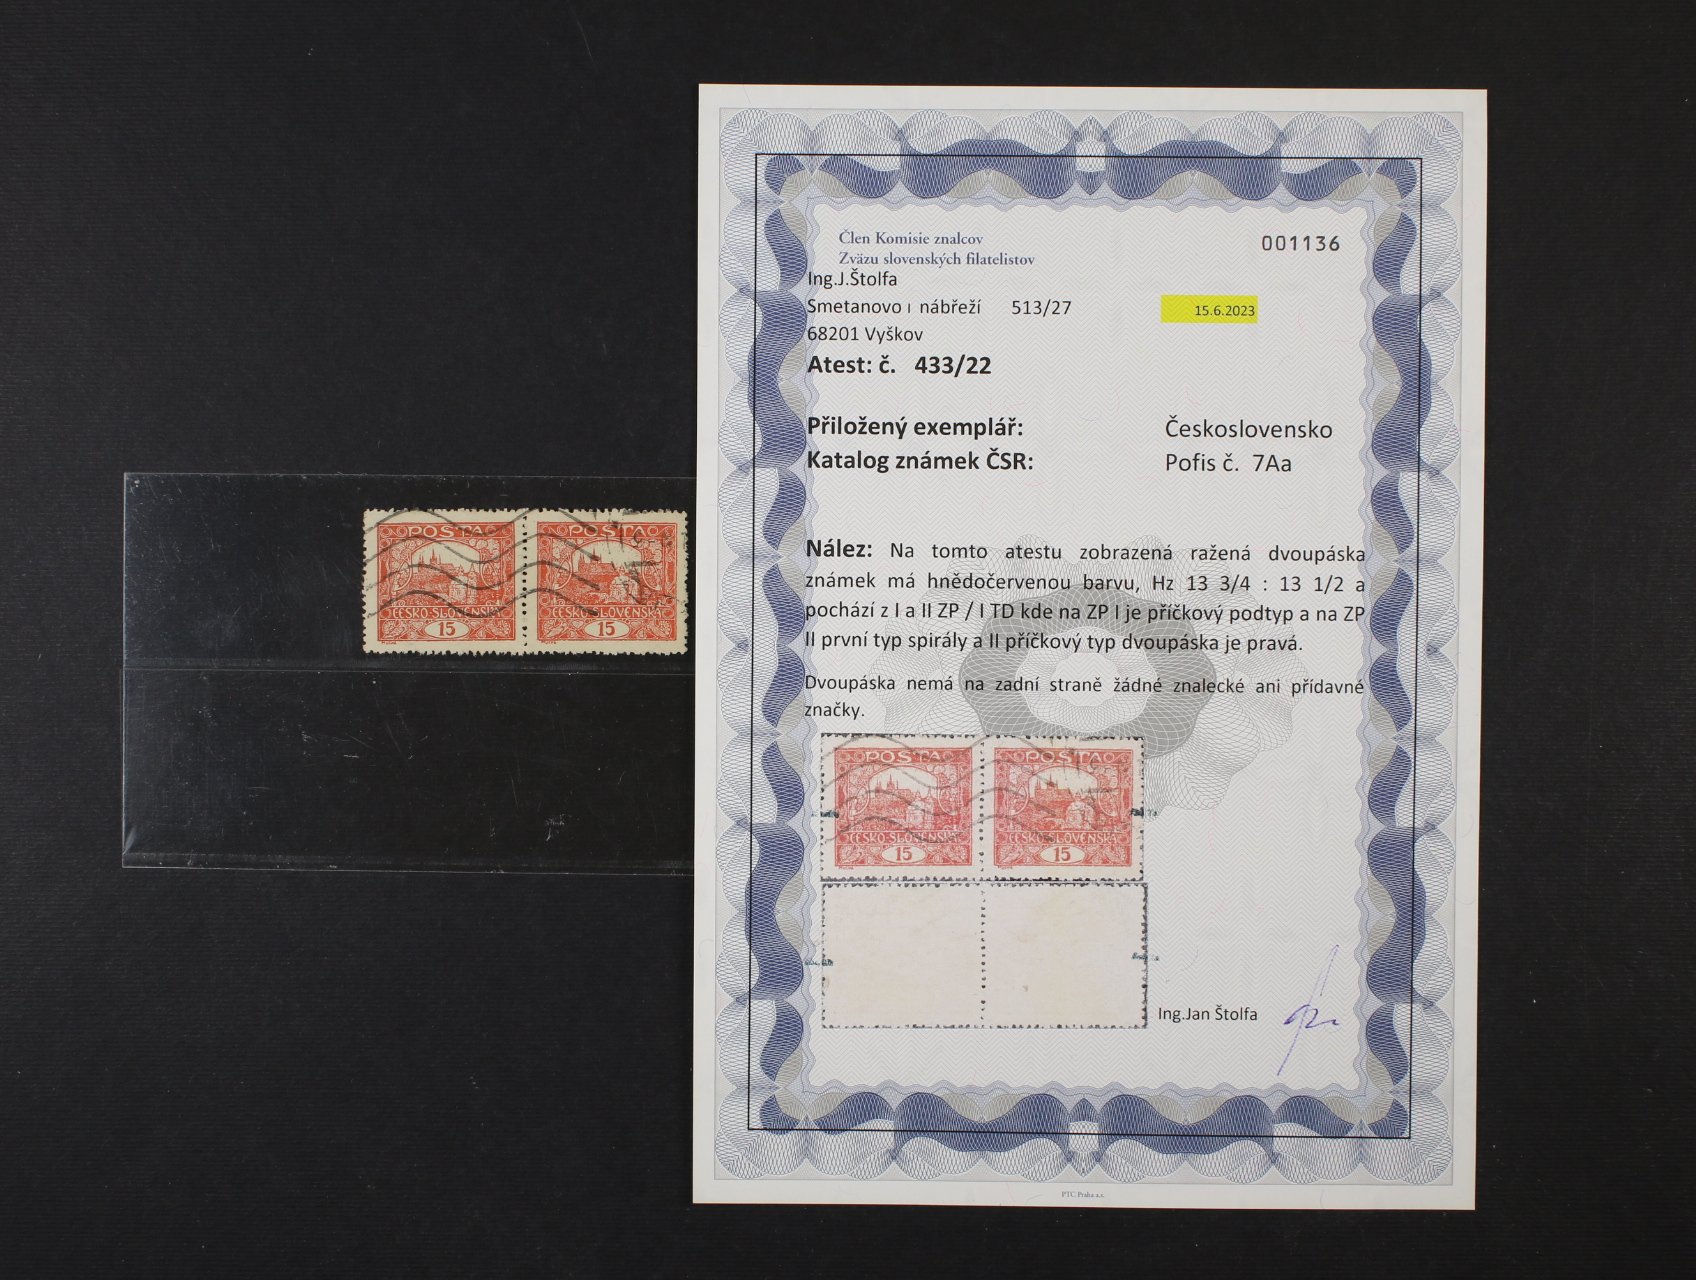 Člen Komisie znalcov
Zväzu slovenských filatelistov
001136
Ing.J.Štolfa
Smetanovo nábřeží 513/27
15.6.2023
68201 Vyškov
Atest: č. 433/22
Přiložený exemplář: Československo
Katalog známek ČSR: Pofis č. 7Aa
Nález: Na tomto atestu zobrazená ražená dvoupáska
známek má hnědočervenou barvu, Hz 13 3/4 : 13 1/2 a
pochází z I a II ZP / I TD kde na ZP I je příčkový podtyp a na ZP
II první typ spirály a II příčkový typ dvoupáska je pravá.
Dvoupáska nemá na zadní straně žádné znalecké ani přídavné
značky.
POSTA POSTA
ČESKO-SLOVENSKÁ ČESKO-SLOVENSKÁ
15 15
POSTA POSTA
ČESKO-SLOVENSKÁ ČESKO-SLOVENSKÁ
15 15
Ing.Jan Štolfa
PTC Praha a.s.